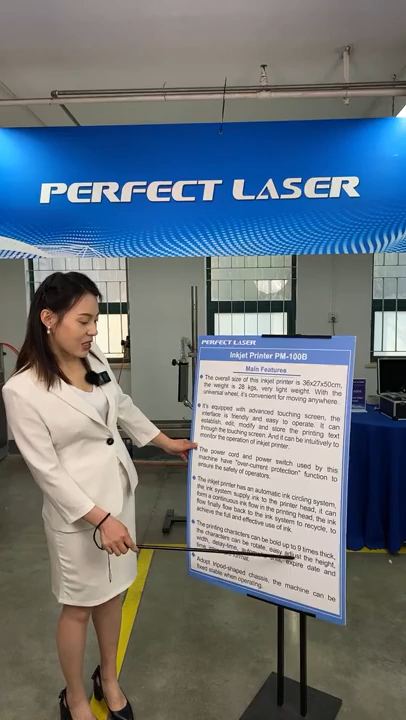 PERFECT LASER
PERFECT LASER
Inkjet Printer PM-100B
Main Features
The overall size of this inkjet printer is 36x27x50cm,
the weight is 28 kgs, very light weight. With the
universal wheel, it's convenient for moving anywhere.
It's equipped with advanced touching screen, the
interface is friendly and easy to operate. It can
establish, edit, modify and store the printing text
through the touching screen. And it can be intuitively to
monitor the operation of inkjet printer.
The power cord and power switch used by this
machine have "over-current protection" function to
ensure the safety of operators.
The inkjet printer has an automatic ink circling system,
the ink system supply ink to the printer head, it can
form a continuous ink flow in the printing head, the ink
flow finally flow back to the ink system to recycle, to
achieve the full and effective use of ink.
The printing characters can be bold up to 9 times thick,
the characters can be rotate, easy adjust the height,
width, delay-time, expire date and
Adopt tripod-shaped chassis, the machine can be
fixed stable when operating.